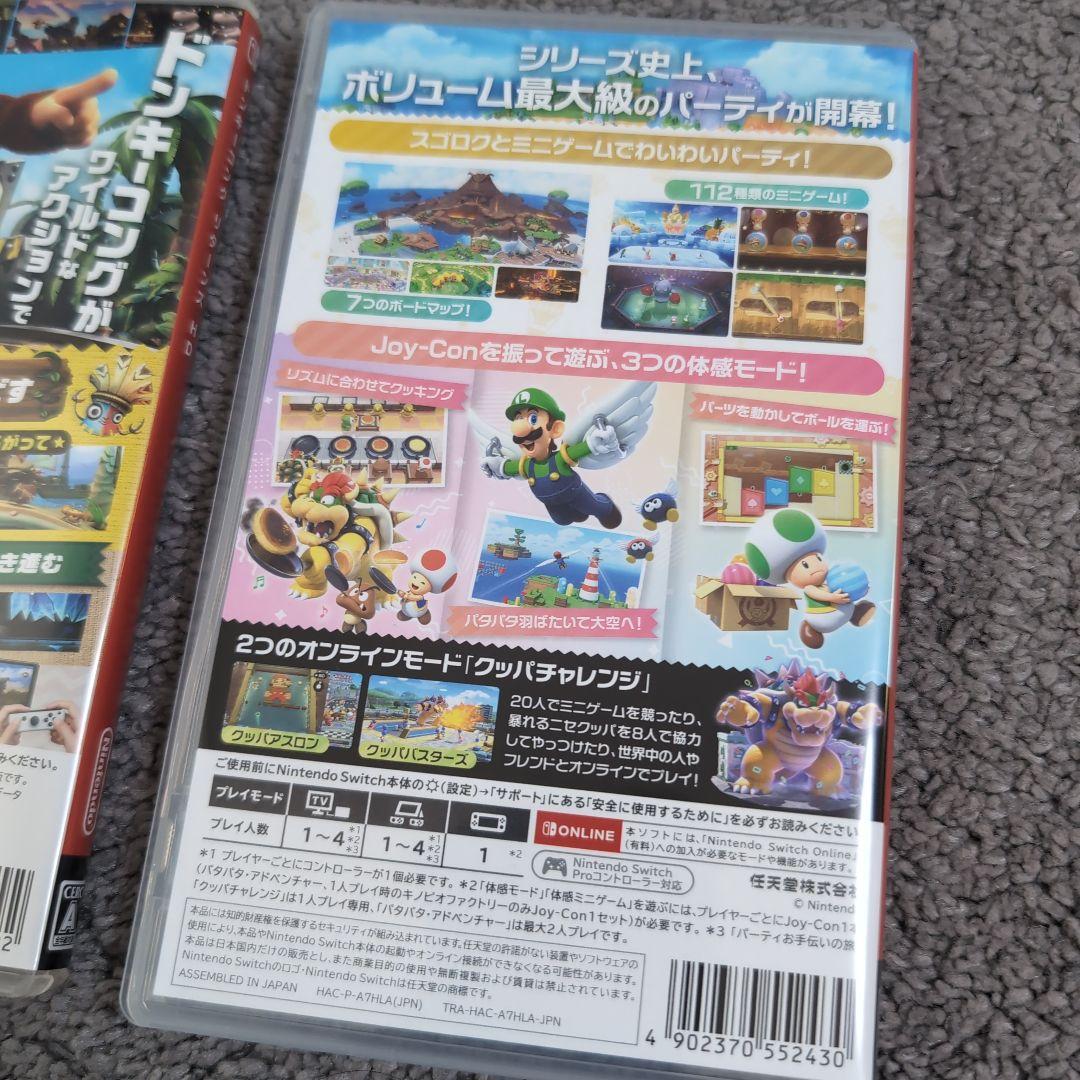 ドンキーコングが
ワイルドな
アクションで
だす
がって★
き進む
みください。
版です。
データ
Nintendo
CERO
A
2
シリーズ史上、
ボリューム最大級のパーティが開幕！
スゴロクとミニゲームでわいわいパーティ！
112種類のミニゲーム！
7つのボードマップ！
Joy-Conを振って遊ぶ、3つの体感モード！
リズムに合わせてクッキング
パーツを動かしてボールを運ぶ！
パタパタ羽ばたいて大空へ！
2つのオンラインモード「クッパチャレンジ」
クッパアスロン
クッパバスターズ
20人でミニゲームを競ったり、
暴れるニセクッパを8人で協力
してやっつけたり、世界中の人や
フレンドとオンラインでプレイ！
ご使用前にNintendo Switch本体の(設定)→「サポート」にある「安全に使用するために」を必ずお読みください
プレイモード
TV
プレイ人数
1～4 *1 *2 *3
1～4 *1 *2 *3
1 *2
ONLINE
本ソフトには、「Nintendo Switch Online」
(有料)への加入が必要なモードや機能があります。
Nintendo Switch
Proコントローラー対応
任天堂株式会社
© Nintendo
*1 プレイヤーごとにコントローラーが1個必要です。 *2「体感モード」「体感ミニゲーム」を遊ぶには、プレイヤーごとにJoy-Con1本
(パタパタ・アドベンチャー、1人プレイ時のキノピオファクトリーのみJoy-Con1セット)が必要です。 *3 「パーティお手伝いの旅」
「クッパチャレンジ」は1人プレイ専用、「パタパタ・アドベンチャー」は最大2人プレイです。
本品には知的財産権を保護するセキュリティが組み込まれています。任天堂の許諾がない装置やソフトウェアの
使用により、本品やNintendo Switch本体の起動やオンライン接続ができなくなる可能性があります。
本品は日本国内だけの販売とし、また商業目的の使用や無断複製および賃貸は禁止されています。
Nintendo Switchのロゴ・Nintendo Switchは任天堂の商標です。
ASSEMBLED IN JAPAN HAC-P-A7HLA(JPN) TRA-HAC-A7HLA-JPN
4 902370 552430